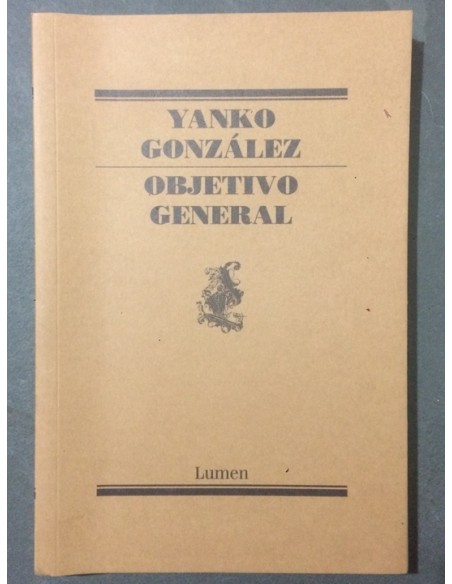 YANKO
GONZÁLEZ
OBJETIVO
GENERAL
Lumen